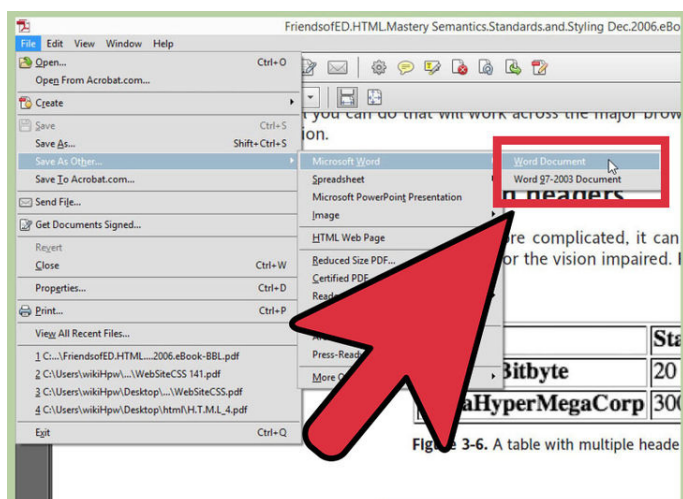 FriendsofED.HTML.Mastery Semantics.Standards.and.Styling Dec.2006.eBo
File Edit View Window Help
Open... Ctrl+O
Open From Acrobat.com...
Create
Save Ctrl+S
Save As... Shift+Ctrl+S
Save As Other...
Save To Acrobat.com...
Send File...
Get Documents Signed...
Revert
Close Ctrl+W
Properties... Ctrl+D
Print... Ctrl+P
View All Recent Files...
1 C:...\FriendsofED.HTML....2006.eBook-BBL.pdf
2 C:\Users\wikiHpw\...\WebSiteCSS 141.pdf
3 C:\Users\wikiHpw\Desktop\...\WebSiteCSS.pdf
4 C:\Users\wikiHpw\Desktop\html\H.T.M.L_4.pdf
Exit Ctrl+Q
Microsoft Word
Spreadsheet
Microsoft PowerPoint Presentation
Image
HTML Web Page
Reduced Size PDF...
Certified PDF
Press-Ready
More
Word Document
Word 97-2003 Document
you can do that will work across the major brow
ion.
headers
ore complicated, it can
or the vision impaired.
Sta
Bitbyte 20
HyperMegaCorp 300
Figure 3-6. A table with multiple heade